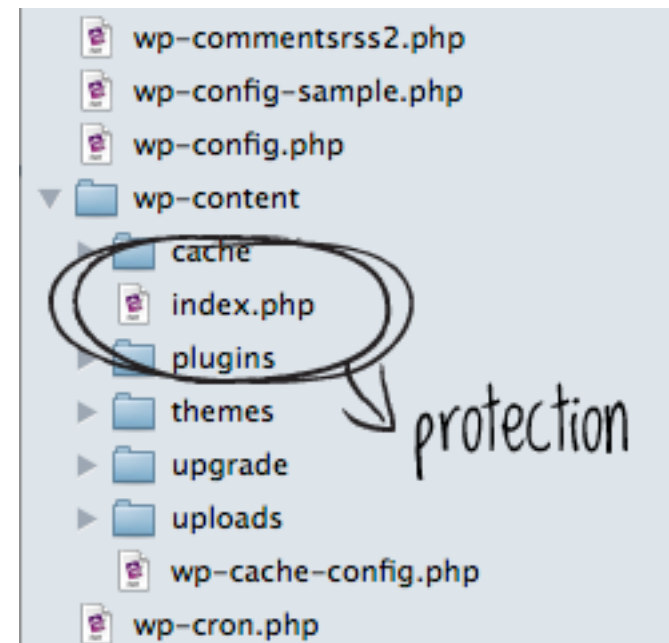 wp-commentsrss2.php
wp-config-sample.php
wp-config.php
wp-content
cache
index.php
plugins
themes
protection
upgrade
uploads
wp-cache-config.php
wp-cron.php